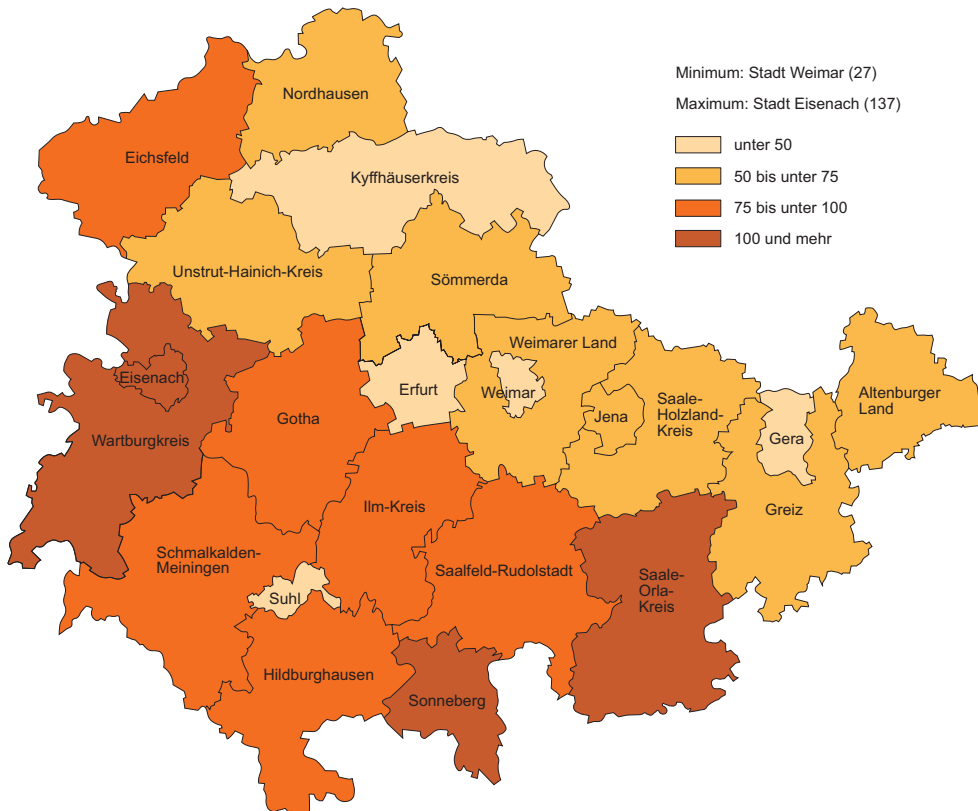 Minimum: Stadt Weimar (27)
Maximum: Stadt Eisenach (137)
unter 50
50 bis unter 75
75 bis unter 100
100 und mehr
Nordhausen
Eichsfeld
Kyffhäuserkreis
Unstrut-Hainich-Kreis
Sömmerda
Weimarer Land
Eisenach
Erfurt
Weimar
Gotha
Jena
Saale-
Holzland-
Kreis
Altenburger
Land
Wartburgkreis
Gera
Ilm-Kreis
Greiz
Schmalkalden-
Meiningen
Saalfeld-Rudolstadt
Saale-
Orla-
Kreis
Suhl
Hildburghausen
Sonneberg